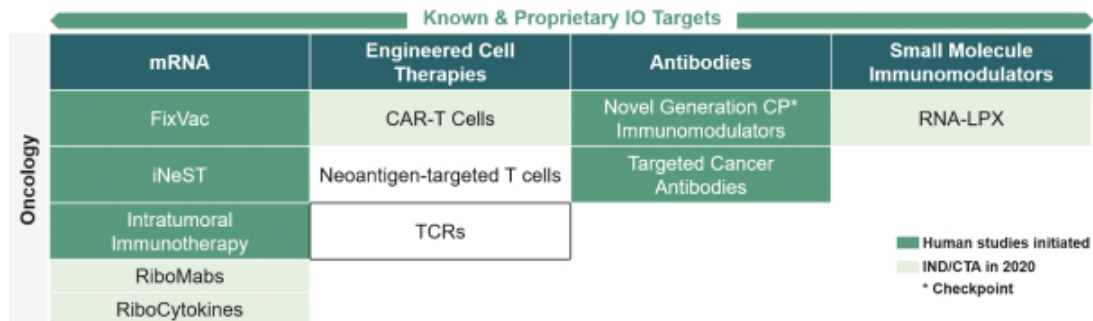 Known & Proprietary IO Targets
Oncology
mRNA
Engineered Cell
Therapies
Antibodies
Small Molecule
Immunomodulators
FixVac
CAR-T Cells
Novel Generation CP*
Immunomodulators
RNA-LPX
iNeST
Neoantigen-targeted T cells
Targeted Cancer
Antibodies
Intratumoral
Immunotherapy
TCRs
RiboMabs
RiboCytokines
Human studies initiated
IND/CTA in 2020
* Checkpoint